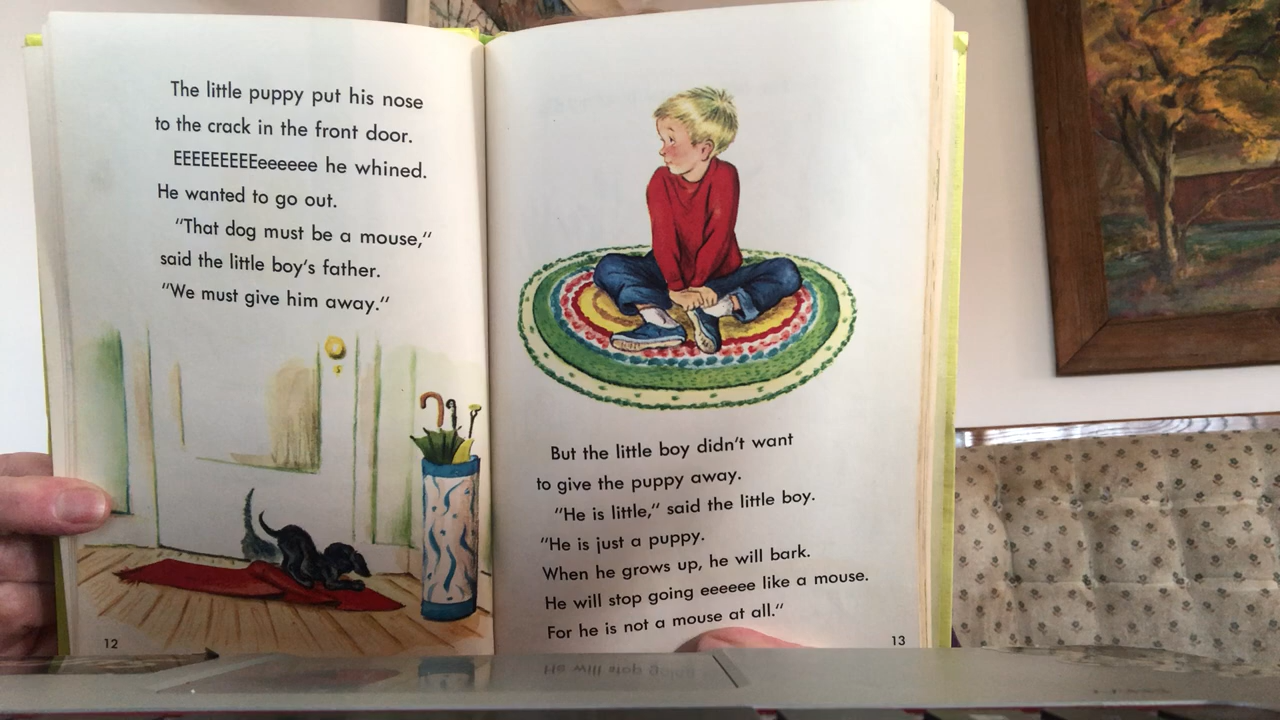 The little puppy put his nose
to the crack in the front door.
EEEEEEEEEeeeeee he whined.
He wanted to go out.
"That dog must be a mouse,"
said the little boy's father.
"We must give him away."
12
But the little boy didn't want
to give the puppy away.
"He is little," said the little boy.
"He is just a puppy.
When he grows up, he will bark.
He will stop going eeeeee like a mouse.
For he is not a mouse at all."
13